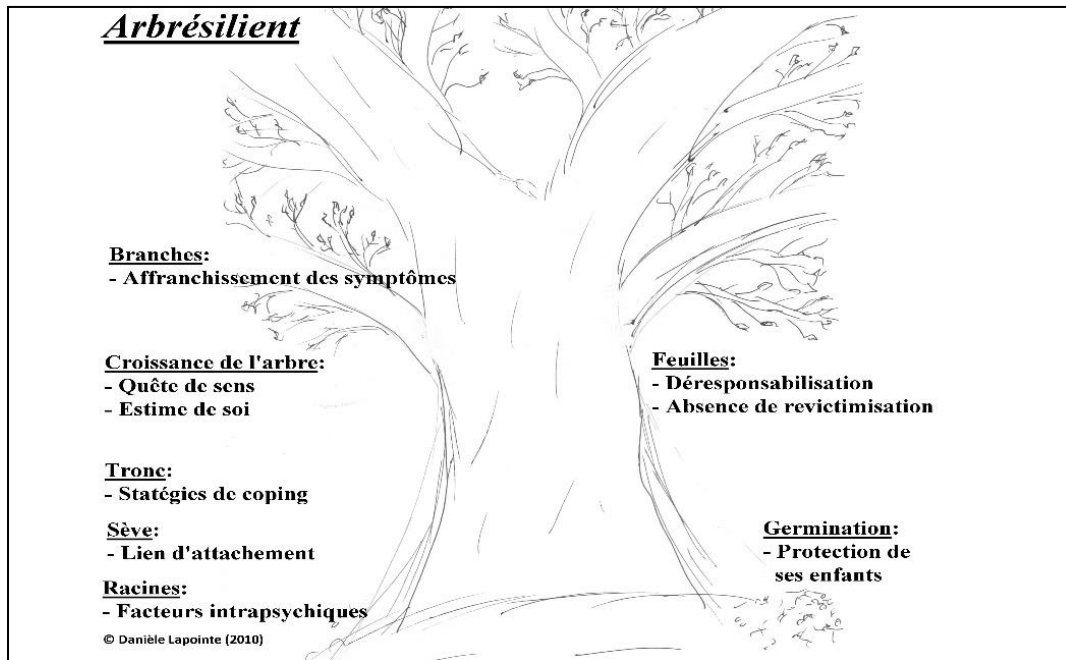 Arbrésilient
Branches:
- Affranchissement des symptômes
Croissance de l'arbre:
- Quête de sens
- Estime de soi
Feuilles:
- Déresponsabilisation
- Absence de revictimisation
Tronc:
- Statégies de coping
Sève:
- Lien d'attachement
Germination:
- Protection de
ses enfants
Racines:
- Facteurs intrapsychiques
© Danièle Lapointe (2010)